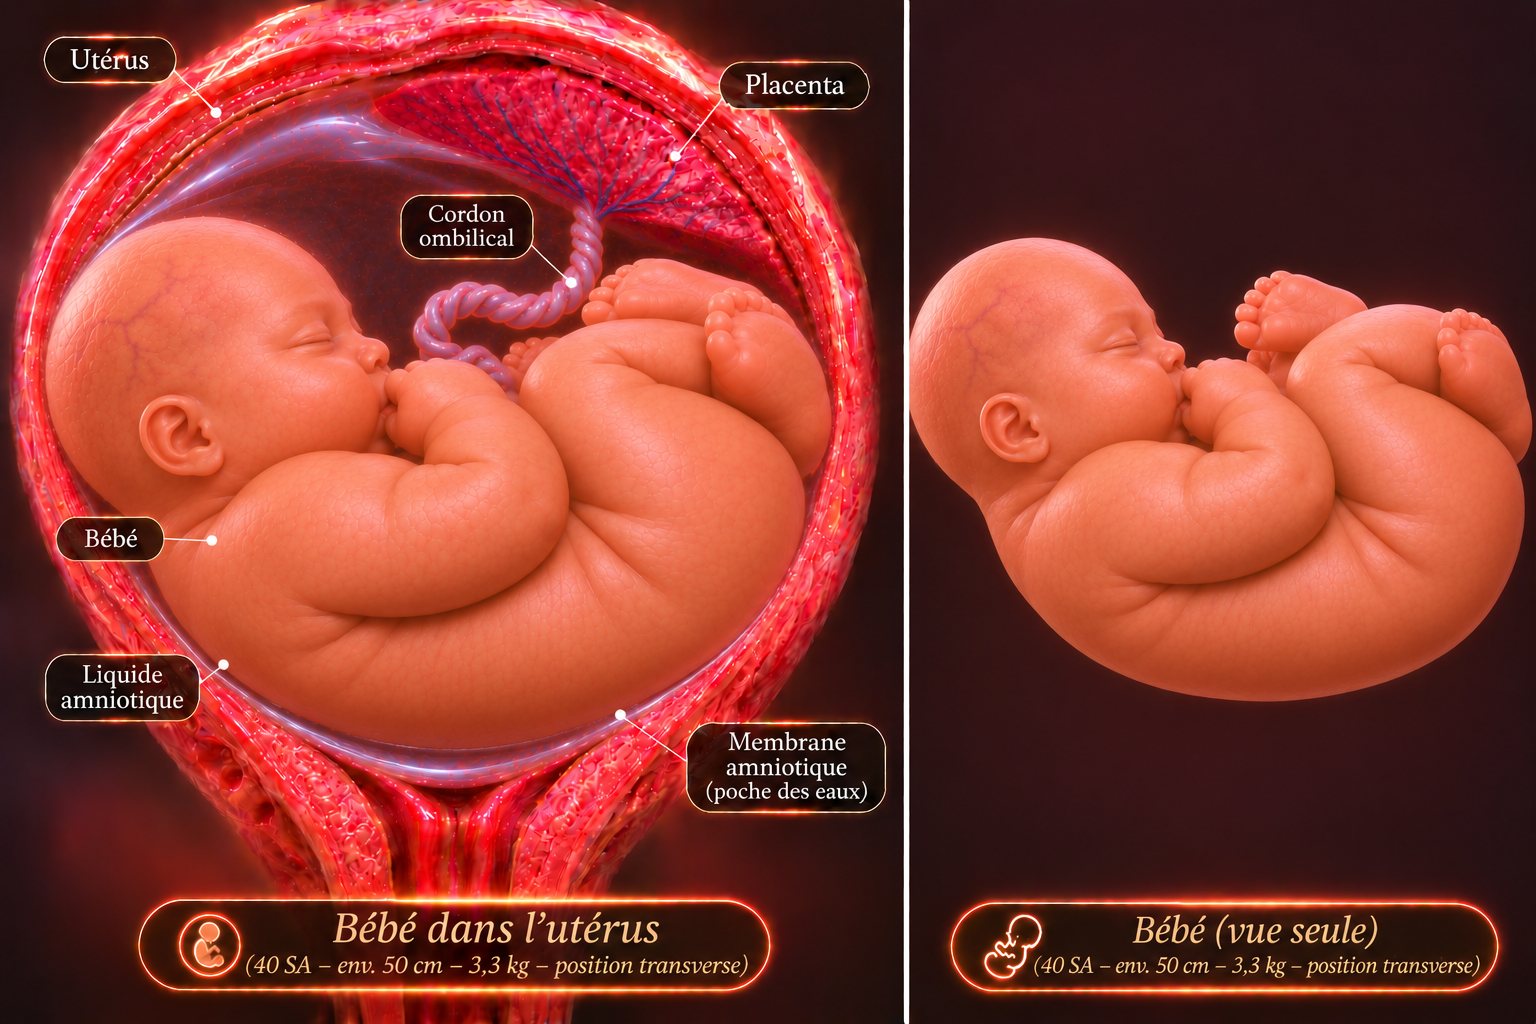 Utérus
Placenta
Cordon
ombilical
Bébé
Liquide
amniotique
Membrane
amniotique
(poche des eaux)
Bébé dans l’utérus
(40 SA – env. 50 cm – 3,3 kg – position transverse)
Bébé (vue seule)
(40 SA – env. 50 cm – 3,3 kg – position transverse)